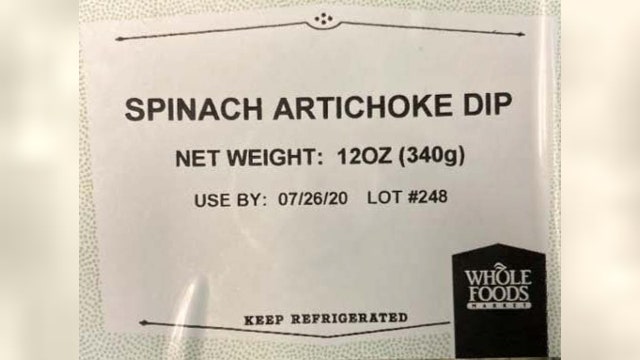 SPINACH ARTICHOKE DIP
NET WEIGHT: 12OZ (340g)
USE BY: 07/26/20 LOT #248
WHOLE
FOODS
MARKET
KEEP REFRIGERATED